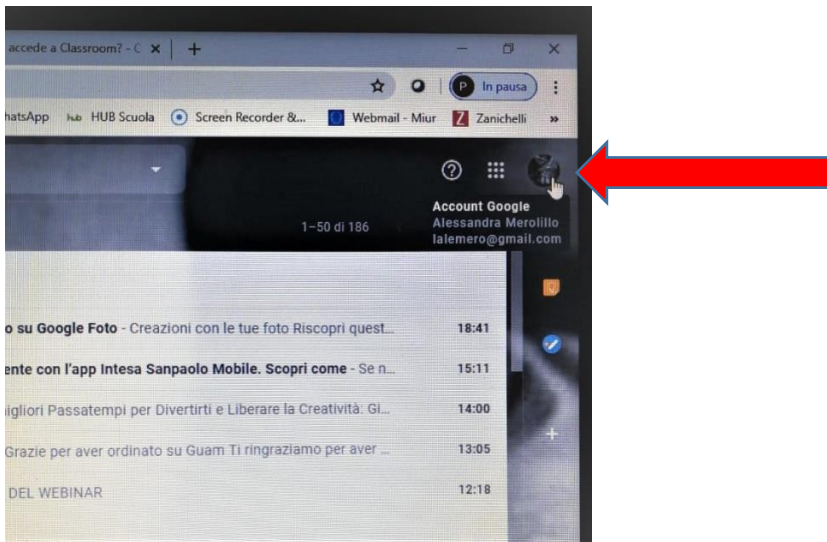 accede a Classroom? - C
In pausa
P
hatsApp hub HUB Scuola Screen Recorder &... Webmail - Miur Z Zanichelli »
1-50 di 186
Account Google
Alessandra Merolillo
lalemero@gmail.com
o su Google Foto - Creazioni con le tue foto Riscopri quest... 18:41
ente con l'app Intesa Sanpaolo Mobile. Scopri come - Se n... 15:11
igliori Passatempi per Divertirti e Liberare la Creatività: Gi... 14:00
Grazie per aver ordinato su Guam Ti ringraziamo per aver ... 13:05
DEL WEBINAR 12:18